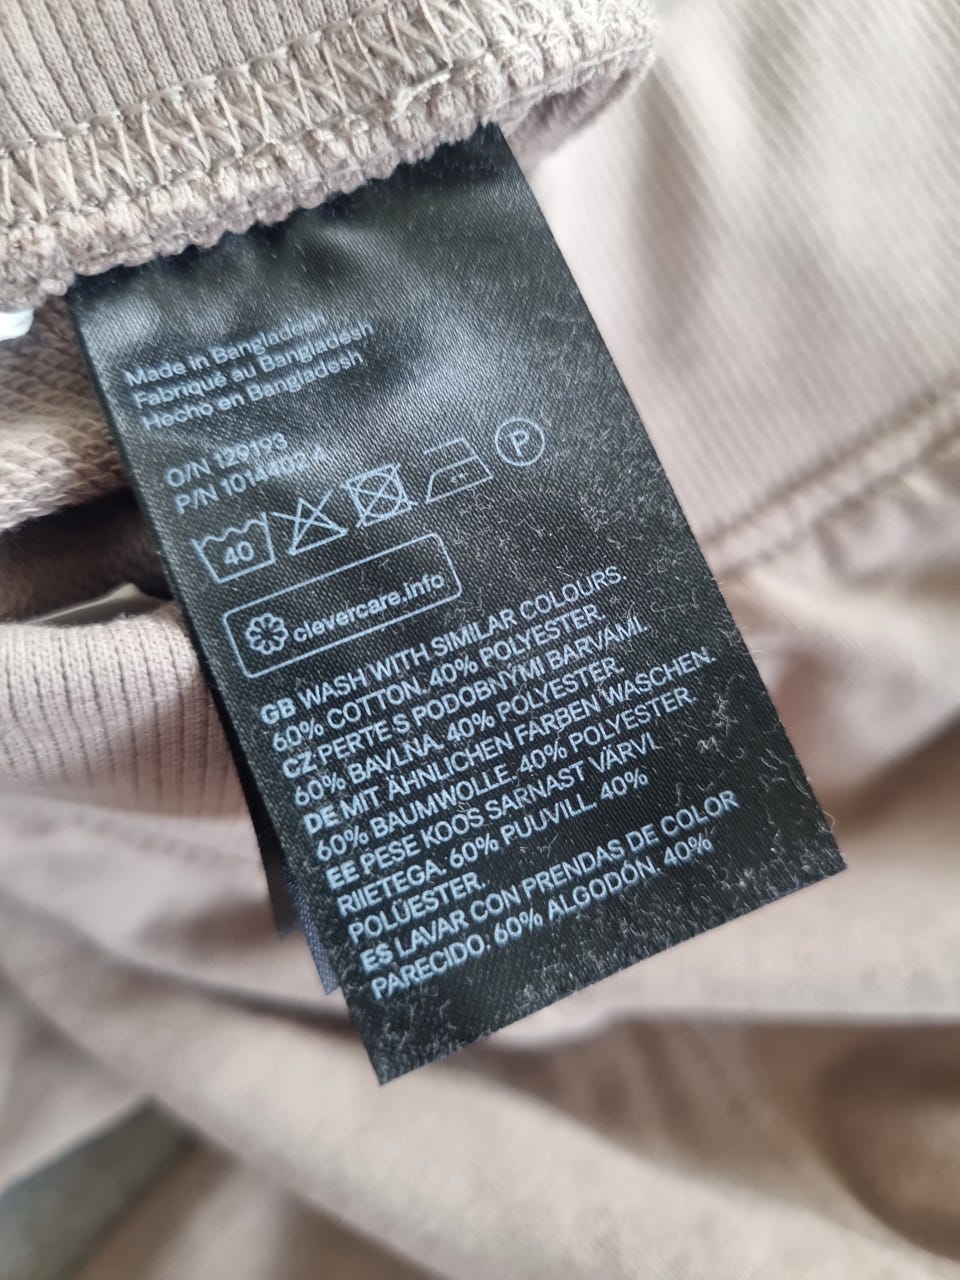 Made in Bangladesh
Fabriqué au Bangladesh
Hecho en Bangladesh
O/N 129193
P/N
40
P
clevercare.info
GB WASH WITH SIMILAR COLOURS.
60% COTTON. 40% POLYESTER.
CZ PERTE S PODOBNÝMI BARVAMI.
60% BAVLNA. 40% POLYESTER.
DE MIT ÄHNLICHEN FARBEN WASCHEN.
60% BAUMWOLLE. 40% POLYESTER.
EE PESE KOOS SARNAST VÄRVI
RIIETEGA. 60% PUUVILL. 40%
POLÜESTER.
ES LAVAR CON PRENDAS DE COLOR
PARECIDO. 60% ALGODÓN. 40%